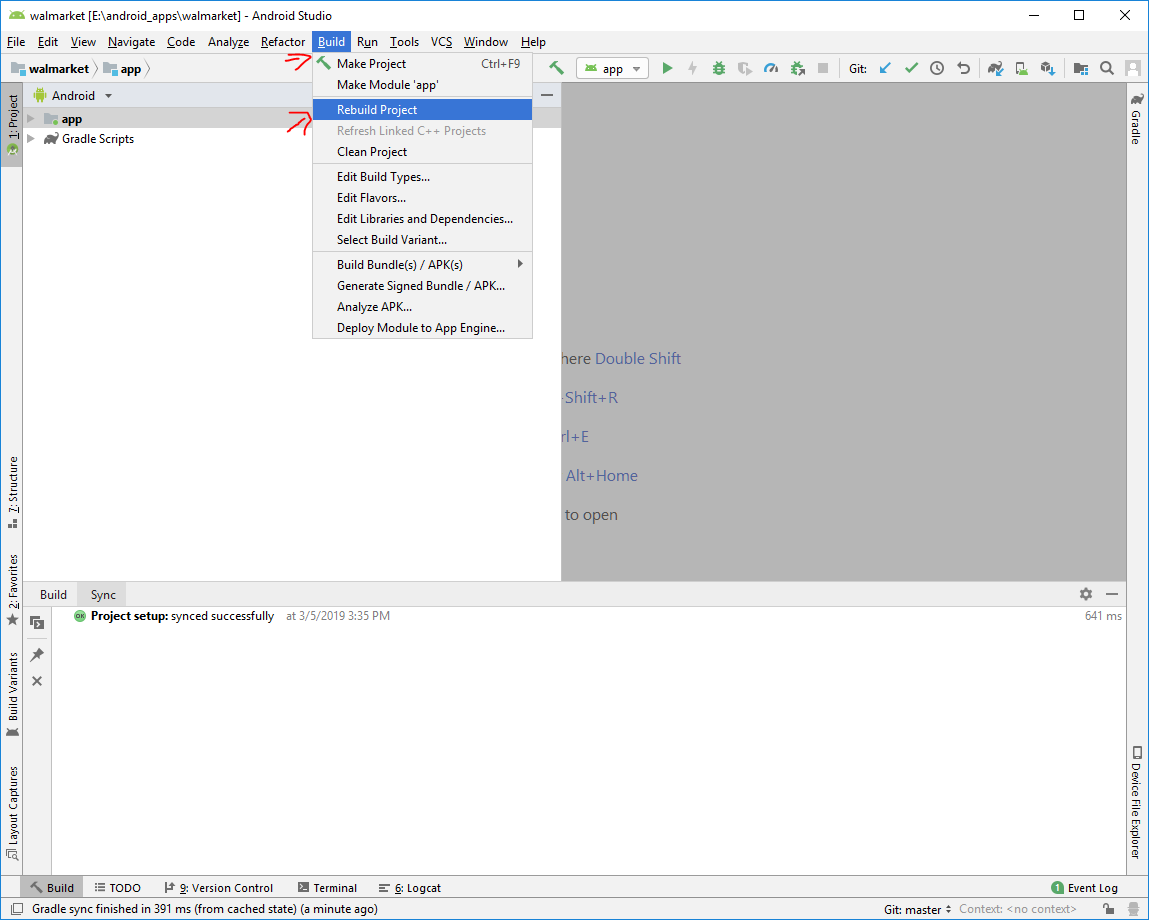 walmarket [E:\android_apps\walmarket] - Android Studio
File Edit View Navigate Code Analyze Refactor Build Run Tools VCS Window Help
walmarket app
app Git:
Make Project Ctrl+F9
Make Module 'app'
Rebuild Project
Refresh Linked C++ Projects
Clean Project
Edit Build Types...
Edit Flavors...
Edit Libraries and Dependencies...
Select Build Variant...
Build Bundle(s) / APK(s)
Generate Signed Bundle / APK...
Analyze APK...
Deploy Module to App Engine...
Android
app
Gradle Scripts
1: Project
7: Structure
2: Favorites
Build Variants
Layout Captures
Gradle
Device File Explorer
here Double Shift
Shift+R
rl+E
Alt+Home
to open
Build Sync
OK Project setup: synced successfully at 3/5/2019 3:35 PM 641 ms
Build TODO 9: Version Control Terminal 6: Logcat 1 Event Log
Gradle sync finished in 391 ms (from cached state) (a minute ago) Git: master Context: <no context>